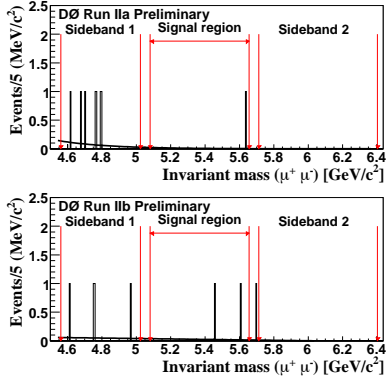 DØ Run IIa Preliminary
Sideband 1 Signal region Sideband 2
Events/5 (MeV/c²)
2.5
2
1.5
1
0.5
0
4.6 4.8 5 5.2 5.4 5.6 5.8 6 6.2 6.4
Invariant mass (μ⁺ μ⁻) [GeV/c²]
DØ Run IIb Preliminary
Sideband 1 Signal region Sideband 2
Events/5 (MeV/c²)
2.5
2
1.5
1
0.5
0
4.6 4.8 5 5.2 5.4 5.6 5.8 6 6.2 6.4
Invariant mass (μ⁺ μ⁻) [GeV/c²]